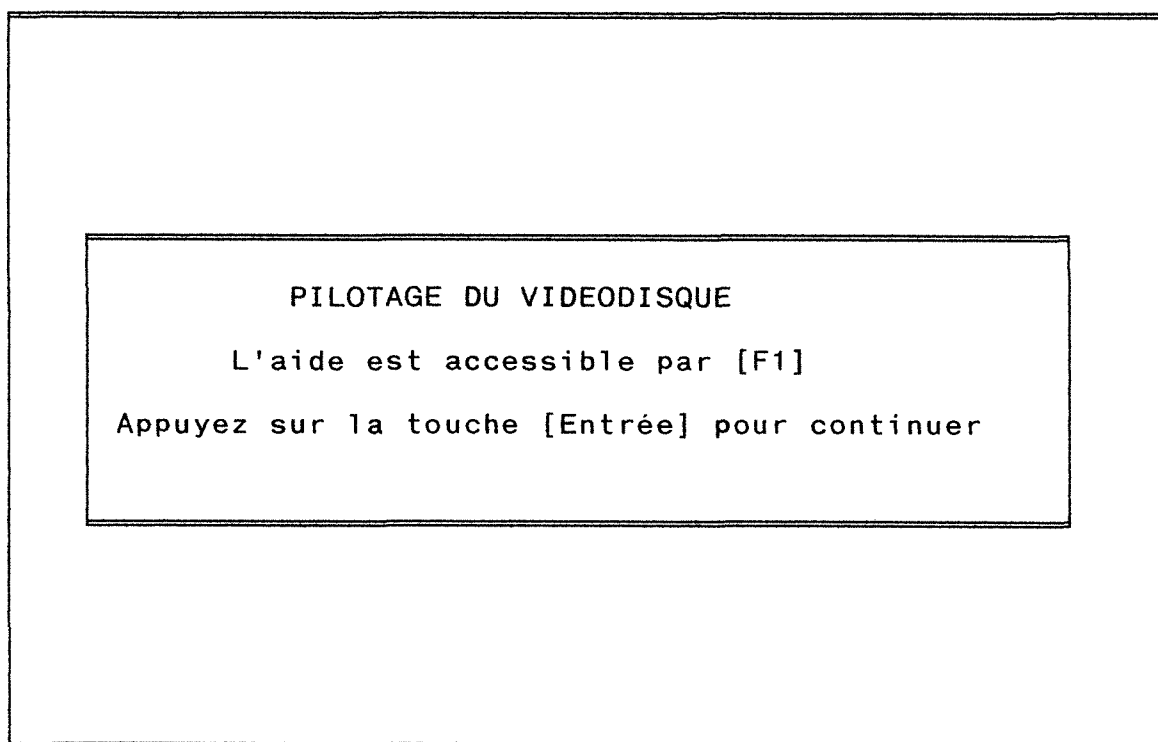 PILOTAGE DU VIDEODISQUE
L'aide est accessible par [F1]
Appuyez sur la touche [Entrée] pour continuer